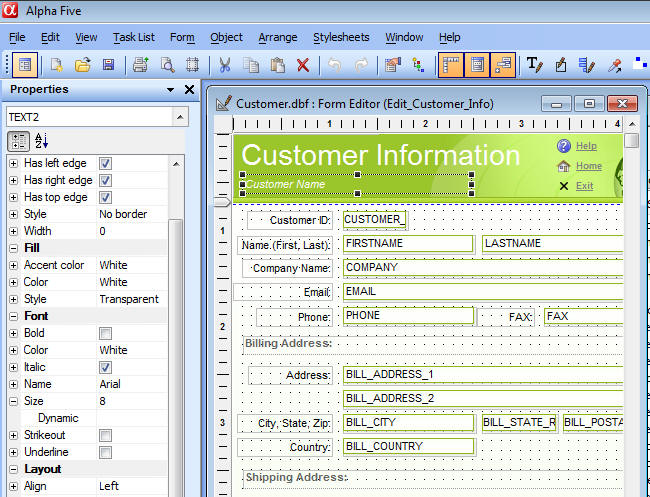 Alpha Five
File Edit View Task List Form Object Arrange Stylesheets Window Help
Properties
TEXT2
Has left edge
Has right edge
Has top edge
Style No border
Width 0
Fill
Accent color White
Color White
Style Transparent
Font
Bold
Color White
Italic
Name Arial
Size 8
Dynamic
Strikeout
Underline
Layout
Align Left
Customer.dbf : Form Editor (Edit_Customer_Info)
1 2 3 4
Customer Information
Customer Name
Help
Home
Exit
1
2
3
Customer ID: CUSTOMER_
Name (First, Last): FIRSTNAME LASTNAME
Company Name: COMPANY
Email: EMAIL
Phone: PHONE FAX: FAX
Billing Address:
Address: BILL_ADDRESS_1
BILL_ADDRESS_2
City, State, Zip: BILL_CITY BILL_STATE_R BILL_POSTA
Country: BILL_COUNTRY
Shipping Address: